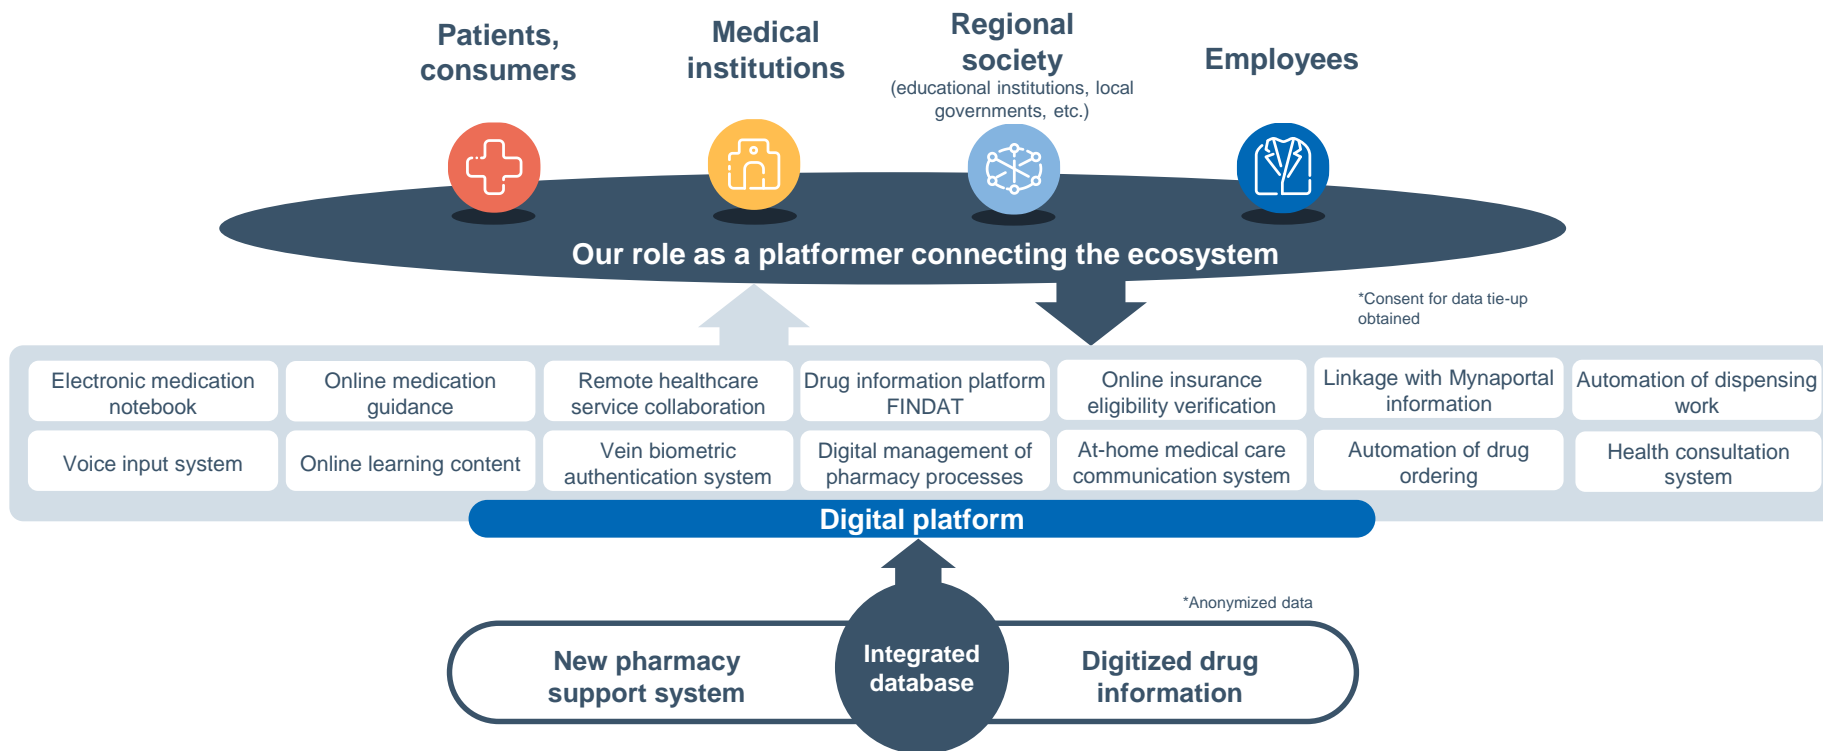 Patients,
consumers
Medical
institutions
Regional
society
(educational institutions, local
governments, etc.)
Employees
Our role as a platformer connecting the ecosystem
*Consent for data tie-up
obtained
Electronic medication
notebook
Online medication
guidance
Remote healthcare
service collaboration
Drug information platform
FINDAT
Online insurance
eligibility verification
Linkage with Mynaportal
information
Automation of dispensing
work
Voice input system
Online learning content
Vein biometric
authentication system
Digital management of
pharmacy processes
At-home medical care
communication system
Automation of drug
ordering
Health consultation
system
Digital platform
*Anonymized data
New pharmacy
support system
Integrated
database
Digitized drug
information